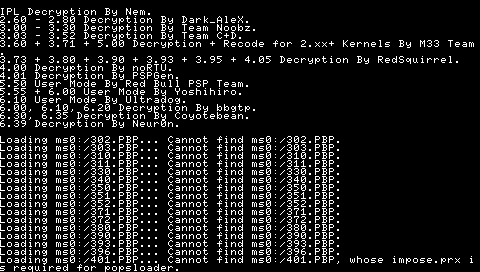 IPL Decryption By Nem.
2.60 - 2.80 Decryption By Dark_AleX.
3.00 - 3.30 Decryption By Team Noobz.
3.03 - 3.52 Decryption By Team C+D.
3.60 + 3.71 + 5.00 Decryption + Recode for 2.xx+ Kernels By M33 Team
.
3.73 + 3.80 + 3.90 + 3.93 + 3.95 + 4.05 Decryption By RedSquirrel.
4.00 Decryption By noRTU.
4.01 Decryption By PSPGen.
5.50 User Mode By Red Bull PSP Team.
5.55 + 6.00 User Mode By Yoshihiro.
6.10 User Mode By Ultradog.
6.00, 6.10, 6.20 Decryption By bbgtp.
6.30, 6.35 Decryption By Coyotebean.
6.39 Decryption By Neur0n.
Loading ms0:/302.PBP... Cannot find ms0:/302.PBP.
Loading ms0:/303.PBP... Cannot find ms0:/303.PBP.
Loading ms0:/310.PBP... Cannot find ms0:/310.PBP.
Loading ms0:/311.PBP... Cannot find ms0:/311.PBP.
Loading ms0:/330.PBP... Cannot find ms0:/330.PBP.
Loading ms0:/340.PBP... Cannot find ms0:/340.PBP.
Loading ms0:/350.PBP... Cannot find ms0:/350.PBP.
Loading ms0:/351.PBP... Cannot find ms0:/351.PBP.
Loading ms0:/352.PBP... Cannot find ms0:/352.PBP.
Loading ms0:/371.PBP... Cannot find ms0:/371.PBP.
Loading ms0:/372.PBP... Cannot find ms0:/372.PBP.
Loading ms0:/380.PBP... Cannot find ms0:/380.PBP.
Loading ms0:/390.PBP... Cannot find ms0:/390.PBP.
Loading ms0:/393.PBP... Cannot find ms0:/393.PBP.
Loading ms0:/396.PBP... Cannot find ms0:/396.PBP.
Loading ms0:/401.PBP... Cannot find ms0:/401.PBP, whose impose.prx i
s required for popsloader.